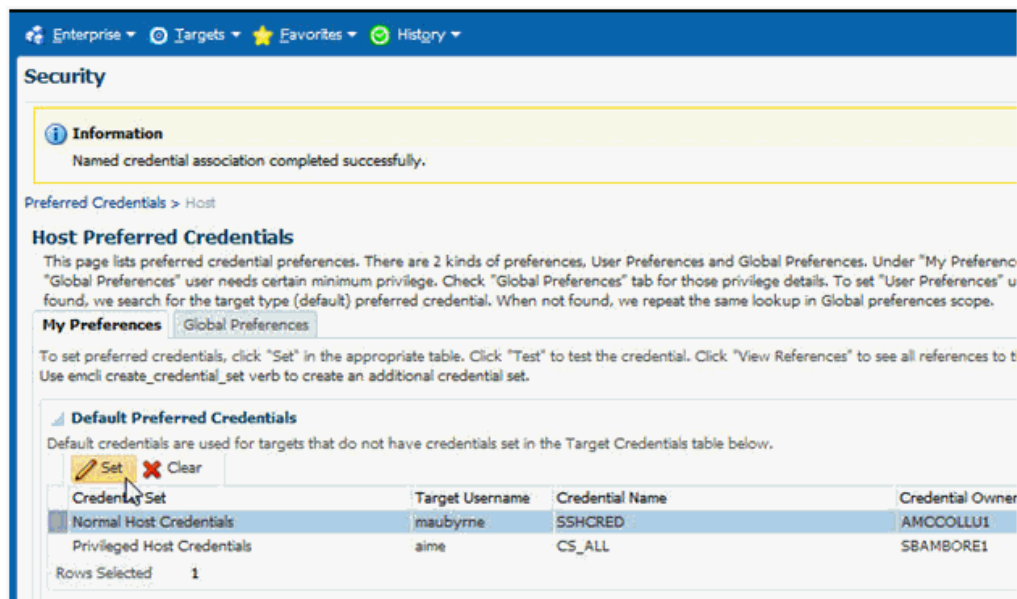 Enterprise Targets Favorites History
Security
Information
Named credential association completed successfully.
Preferred Credentials > Host
Host Preferred Credentials
This page lists preferred credential preferences. There are 2 kinds of preferences, User Preferences and Global Preferences. Under "My Preferenc
"Global Preferences" user needs certain minimum privilege. Check "Global Preferences" tab for those privilege details. To set "User Preferences" u
found, we search for the target type (default) preferred credential. When not found, we repeat the same lookup in Global preferences scope.
My Preferences Global Preferences
To set preferred credentials, click "Set" in the appropriate table. Click "Test" to test the credential. Click "View References" to see all references to t
Use emcli create_credential_set verb to create an additional credential set.
Default Preferred Credentials
Default credentials are used for targets that do not have credentials set in the Target Credentials table below.
Set Clear
Credential Set Target Username Credential Name Credential Owner
Normal Host Credentials maubyrne SSHCRED AMCCOLLU1
Privileged Host Credentials aime CS_ALL SBAMBORE1
Rows Selected 1